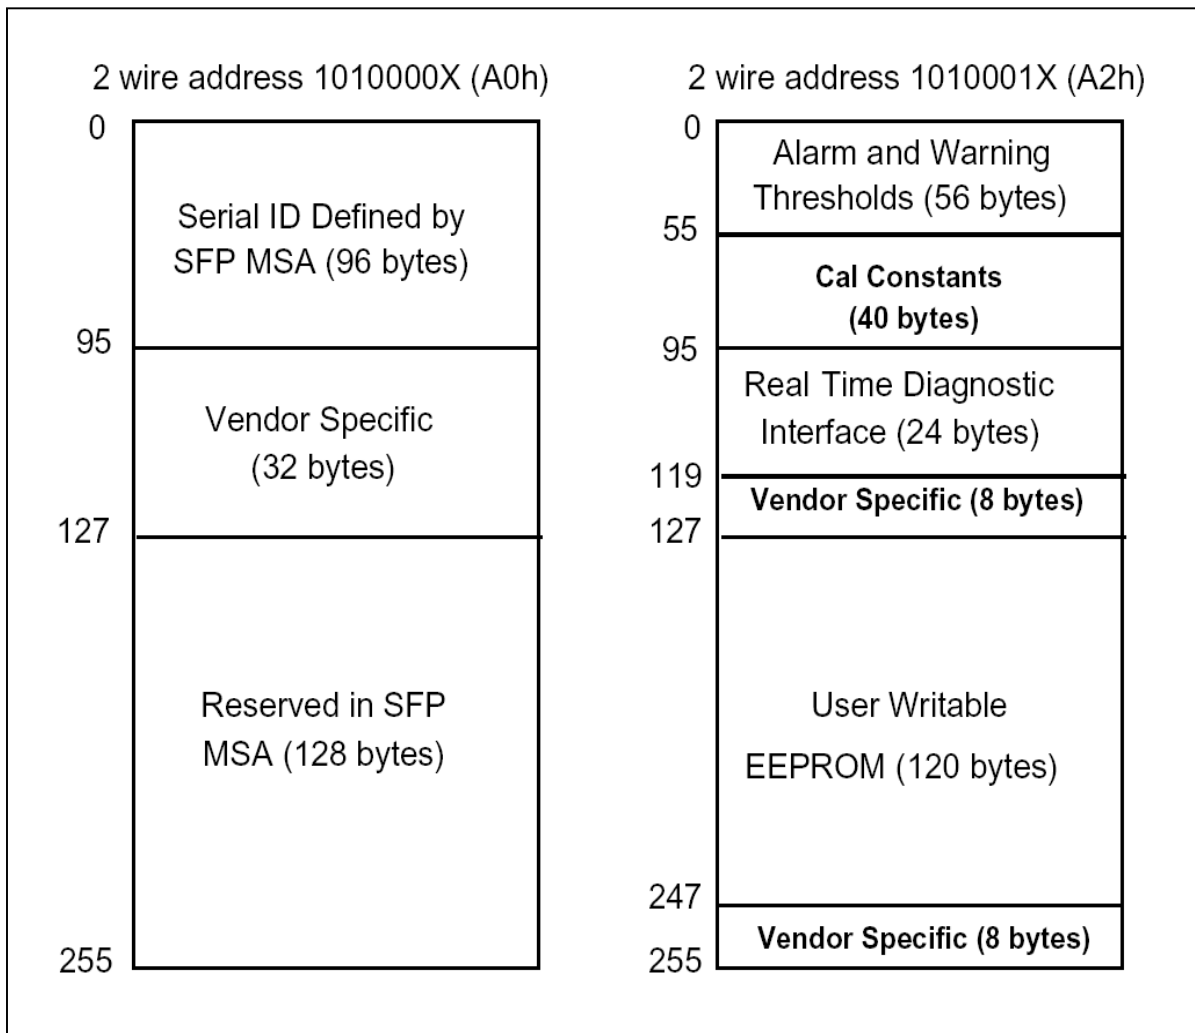 2 wire address 1010000X (A0h)
0
Serial ID Defined by
SFP MSA (96 bytes)
95
Vendor Specific
(32 bytes)
127
Reserved in SFP
MSA (128 bytes)
255
2 wire address 1010001X (A2h)
0
Alarm and Warning
Thresholds (56 bytes)
55
Cal Constants
(40 bytes)
95
Real Time Diagnostic
Interface (24 bytes)
119
Vendor Specific (8 bytes)
127
User Writable
EEPROM (120 bytes)
247
Vendor Specific (8 bytes)
255